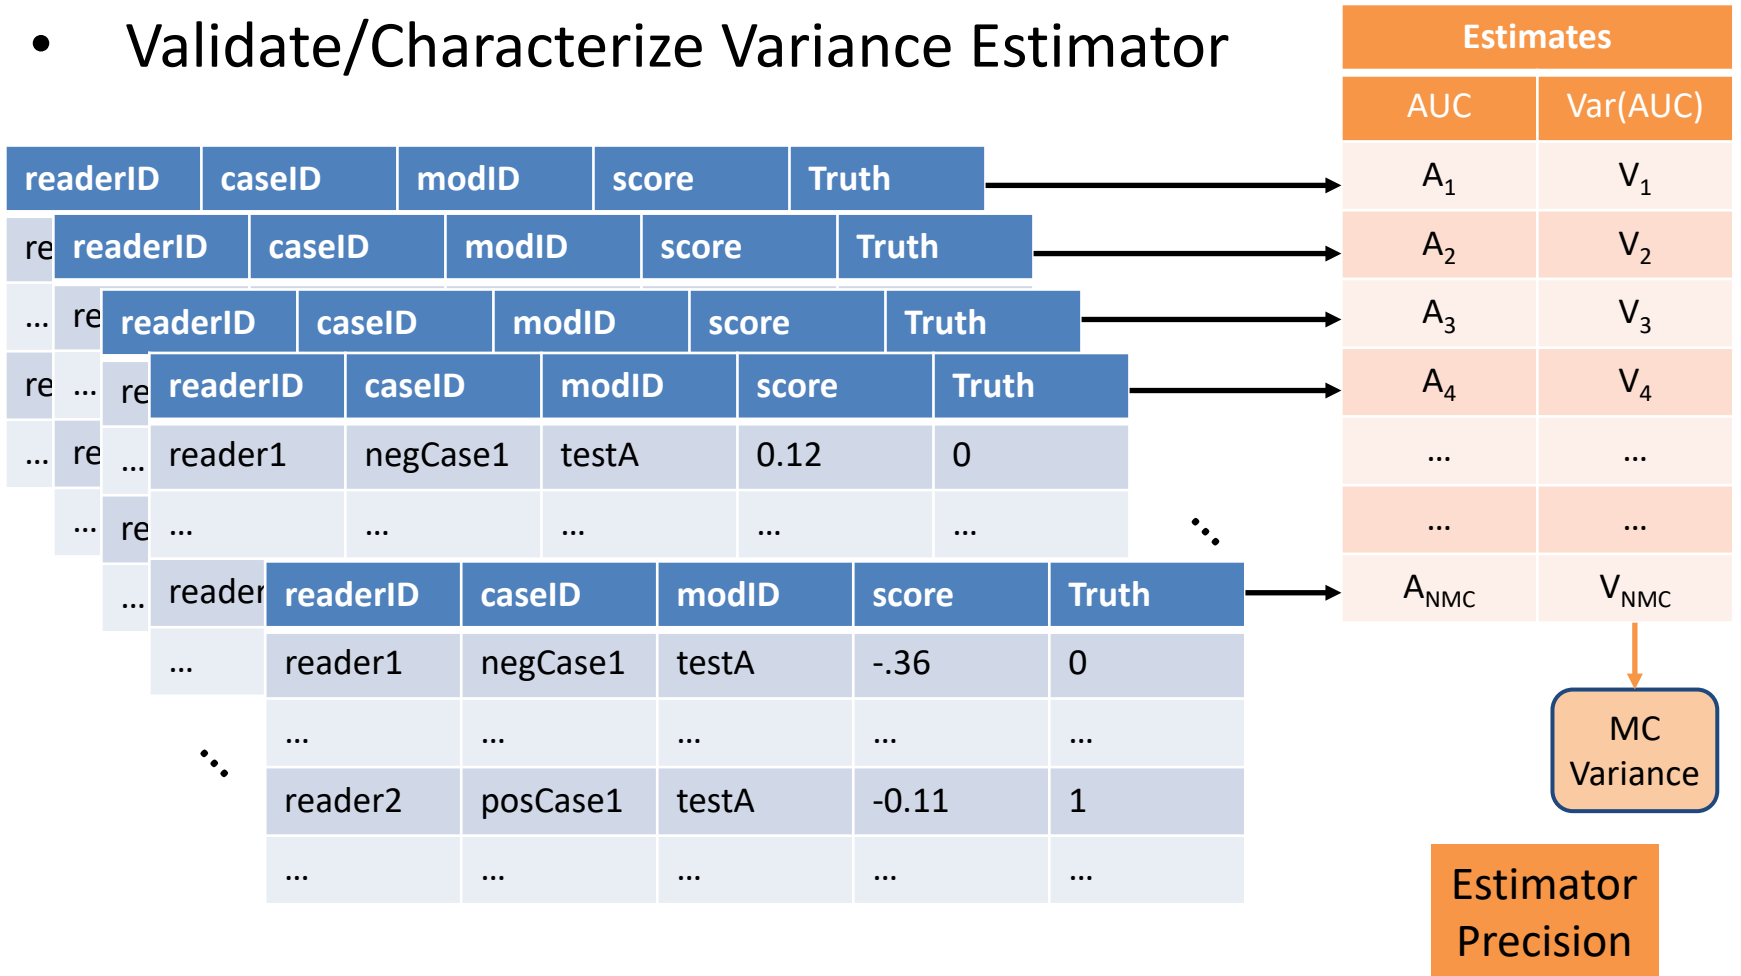 • Validate/Characterize Variance Estimator
Estimates
AUC Var(AUC)
A1 V1
A2 V2
A3 V3
A4 V4
... ...
... ...
ANMC VNMC
MC
Variance
Estimator
Precision
readerID caseID modID score Truth
re
...
re
...
readerID caseID modID score Truth
re
...
re
...
readerID caseID modID score Truth
re
...
re
...
readerID caseID modID score Truth
reader1 negCase1 testA 0.12 0
... ... ... ... ...
reader
...
readerID caseID modID score Truth
reader1 negCase1 testA -.36 0
... ... ... ... ...
reader2 posCase1 testA -0.11 1
... ... ... ... ...